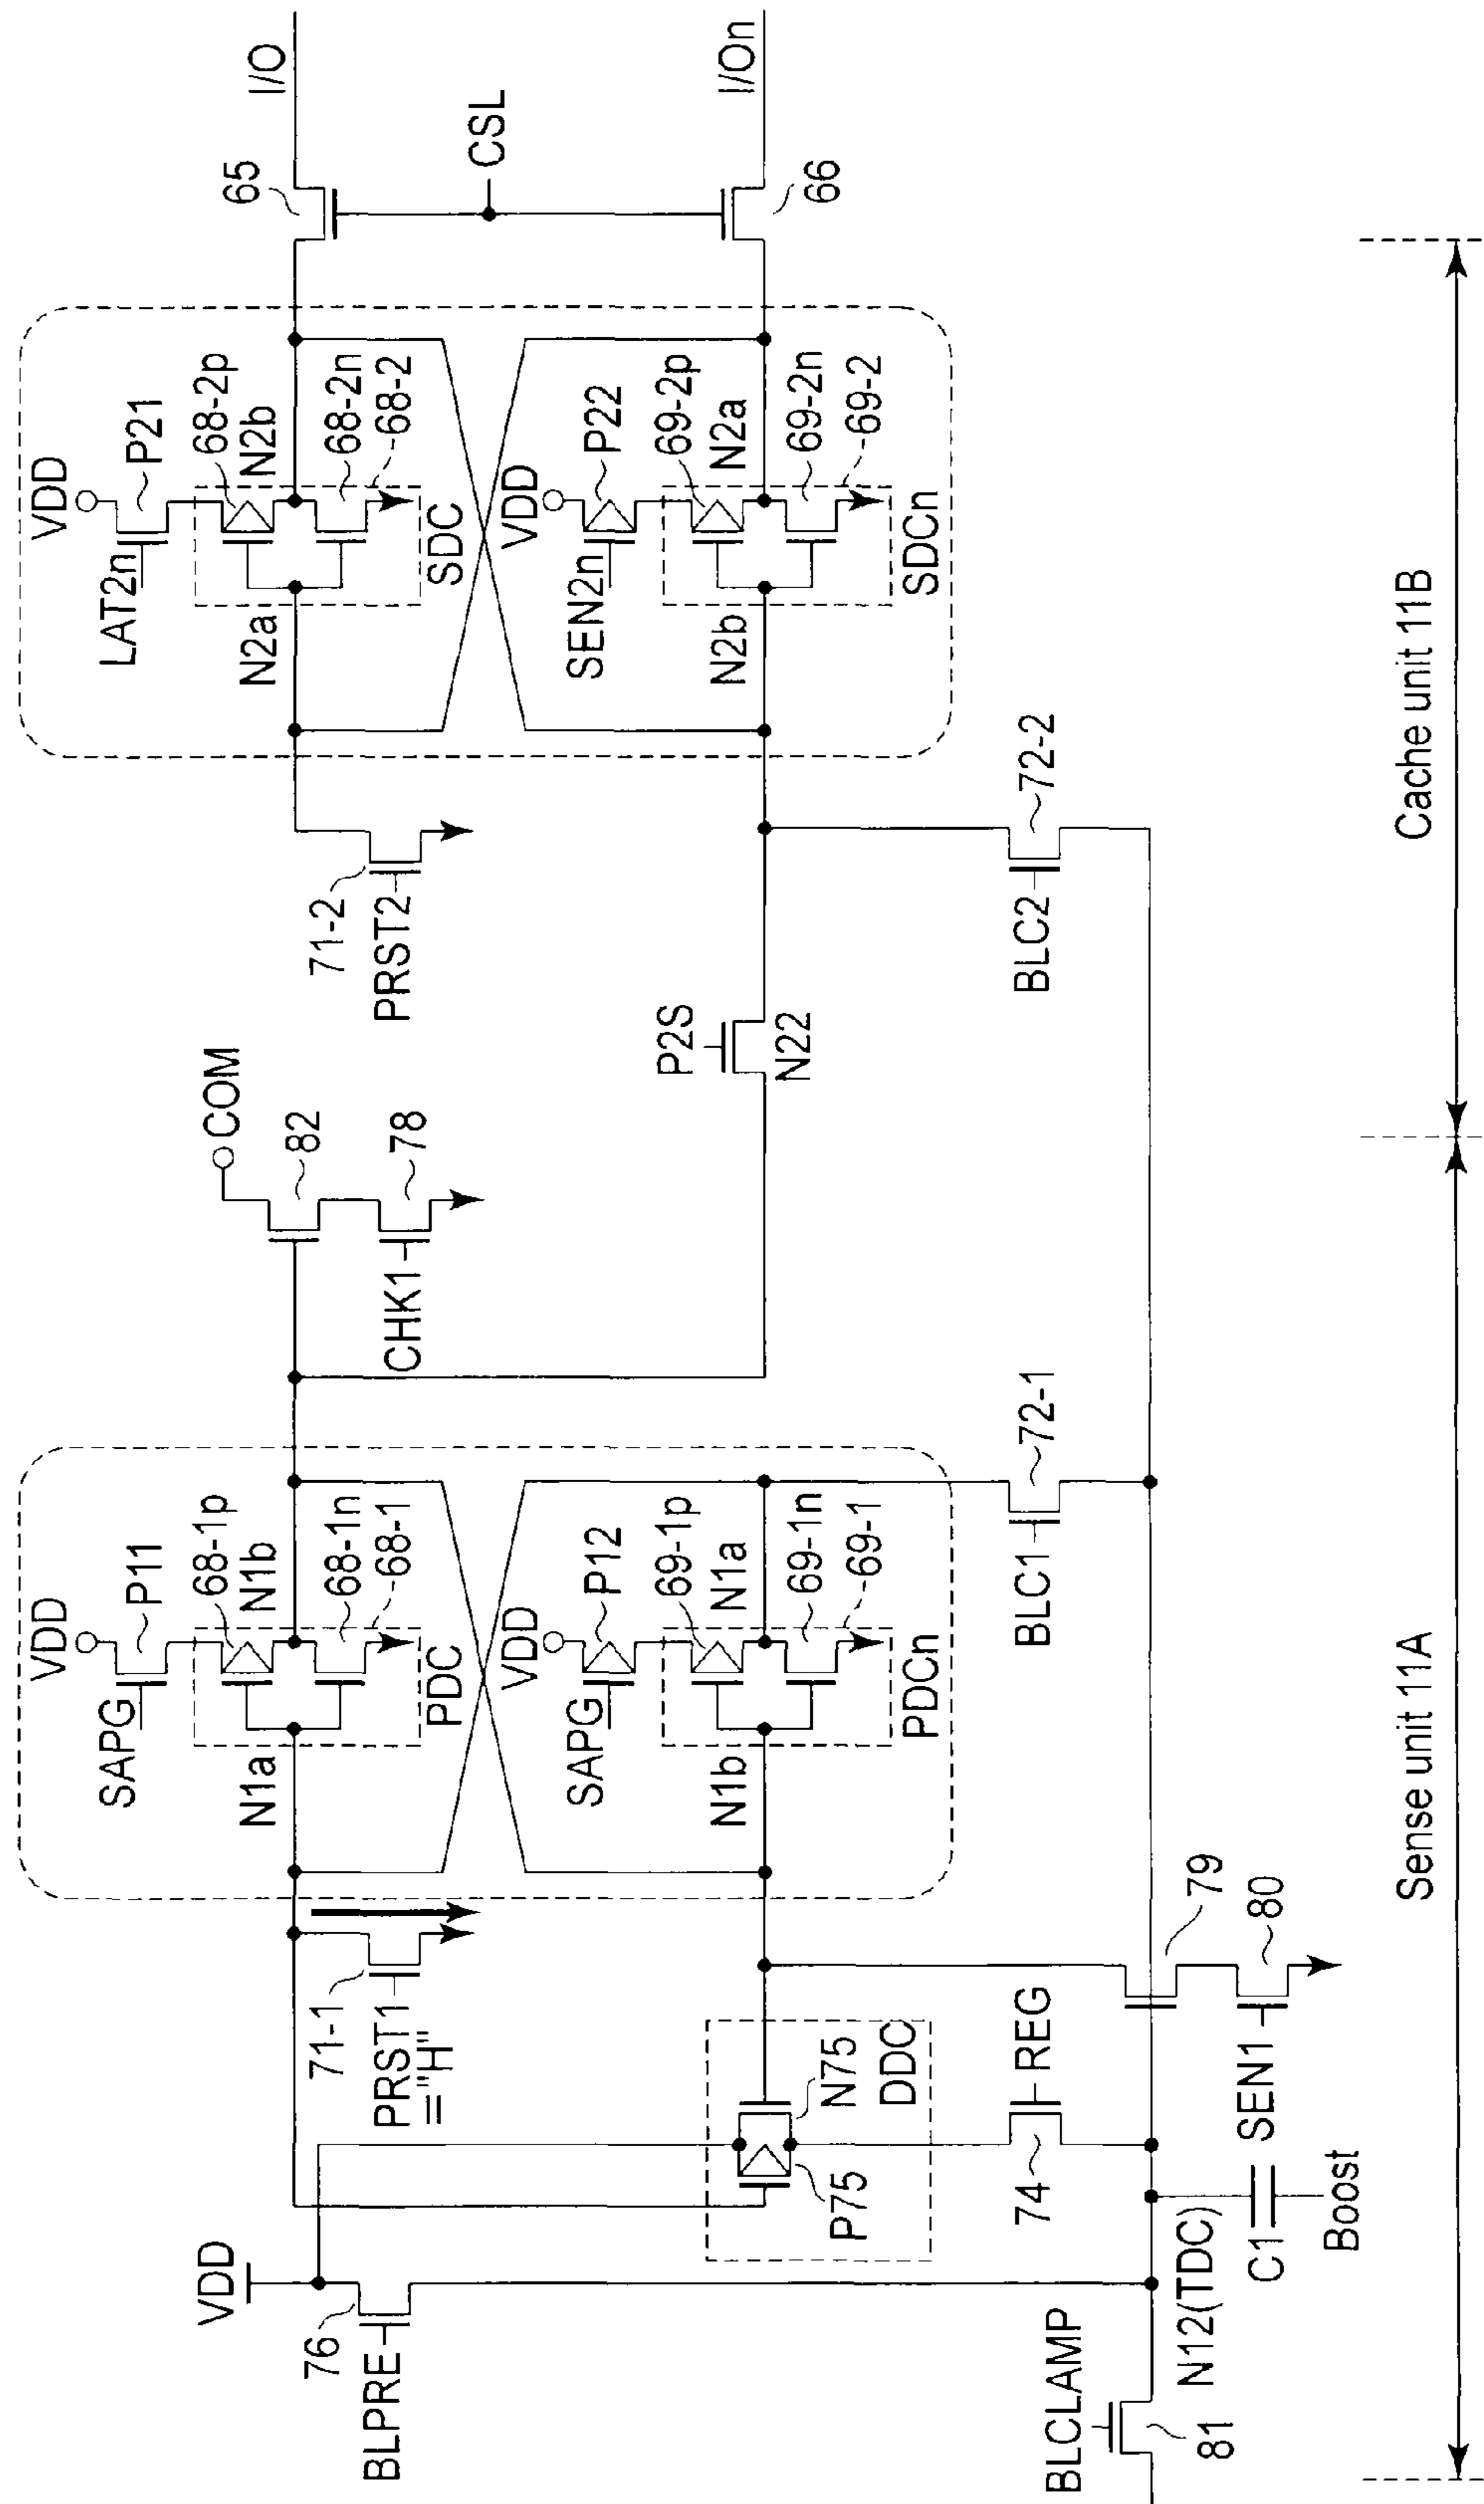 I/O
I/On
65
CSL
66
VDD
P21
LAT2n
68-2p
N2b
68-2n
68-2
N2a
SDC
VDD
P22
SEN2n
69-2p
N2a
69-2n
69-2
N2b
SDCn
71-2
PRST2
72-2
BLC2
P2S
N22
COM
82
78
CHK1
Cache unit 11B
VDD
P11
SAPG
68-1p
N1b
68-1n
68-1
N1a
PDC
VDD
P12
SAPG
69-1p
N1a
69-1n
69-1
N1b
PDCn
72-1
BLC1
71-1
PRST1
="H"
N75
DDC
P75
REG
74
79
80
SEN1
C1
Boost
VDD
76
BLPRE
N12(TDC)
BLCLAMP
81
Sense unit 11A